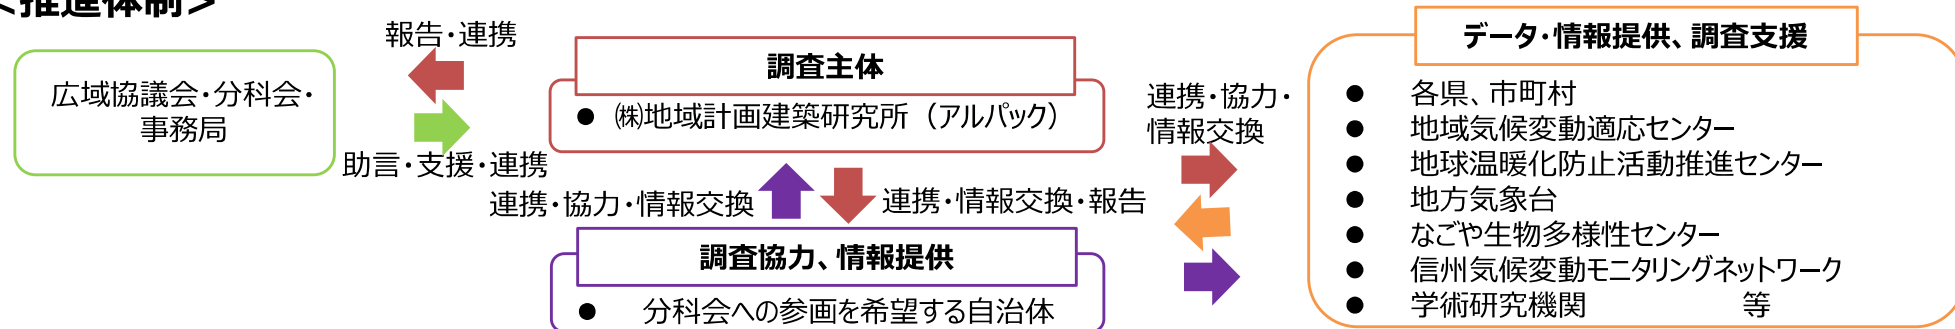 <推進体制>
報告・連携
広域協議会・分科会・
事務局
助言・支援・連携
調査主体
● ㈱地域計画建築研究所（アルパック）
連携・協力・情報交換
連携・情報交換・報告
調査協力、情報提供
● 分科会への参画を希望する自治体
連携・協力・
情報交換
データ・情報提供、調査支援
● 各県、市町村
● 地域気候変動適応センター
● 地球温暖化防止活動推進センター
● 地方気象台
● なごや生物多様性センター
● 信州気候変動モニタリングネットワーク
● 学術研究機関 等